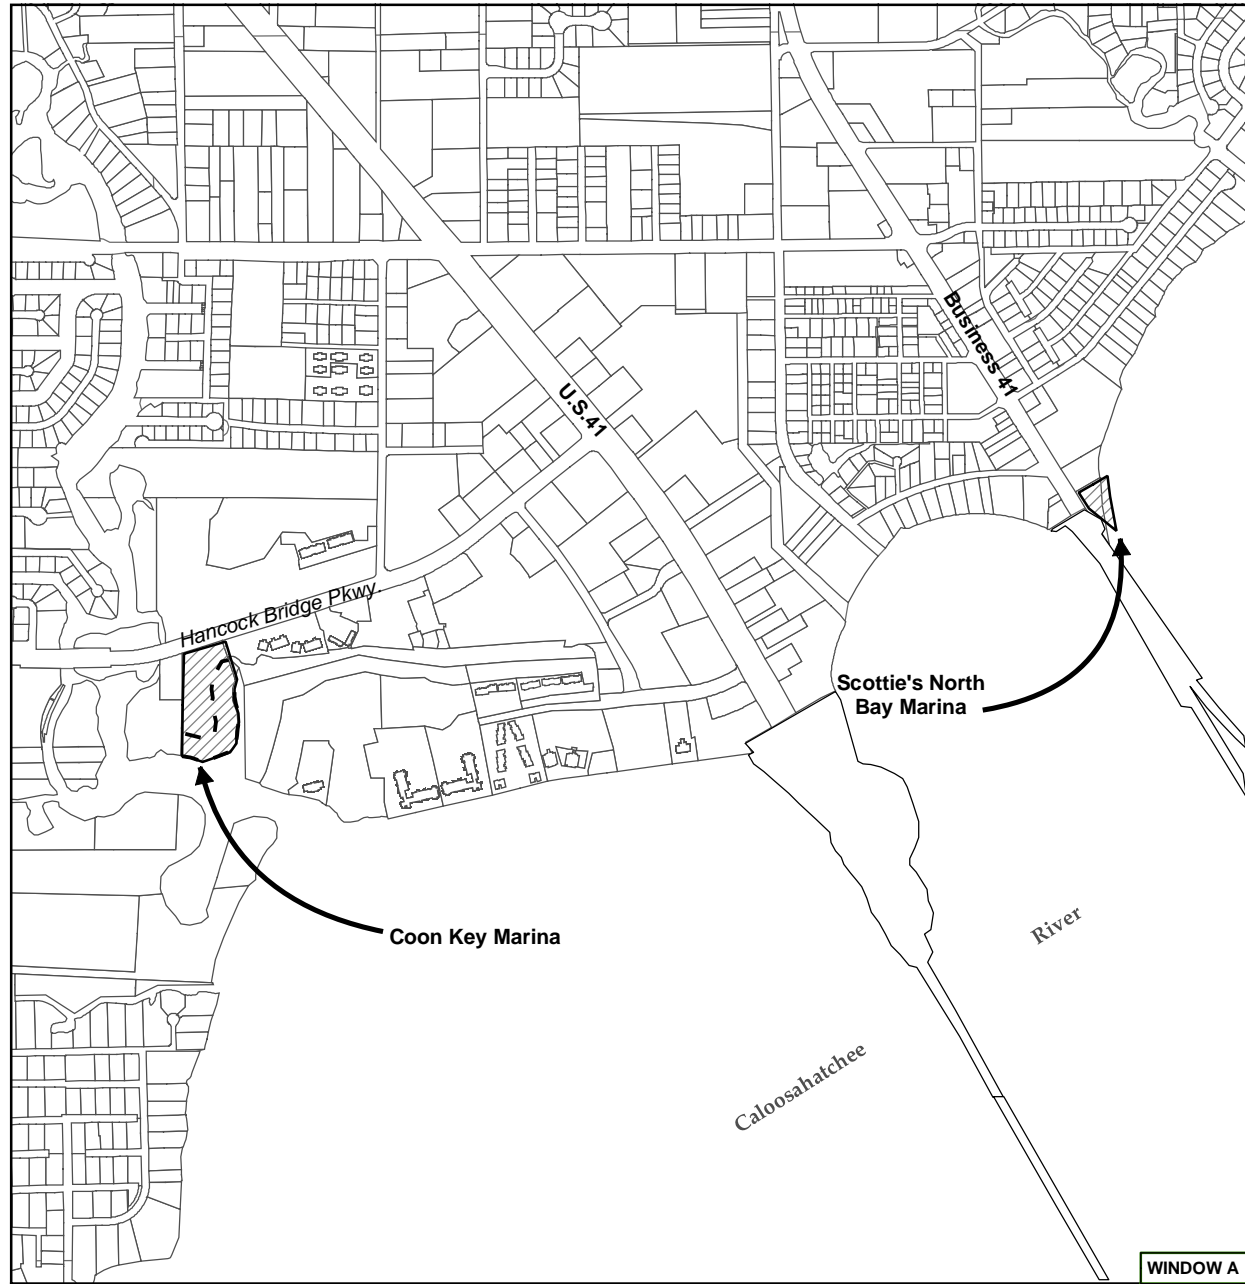 Business 41
U.S.41
Hancock Bridge Pkwy.
Scottie's North
Bay Marina
Coon Key Marina
River
Caloosahatchee
WINDOW A